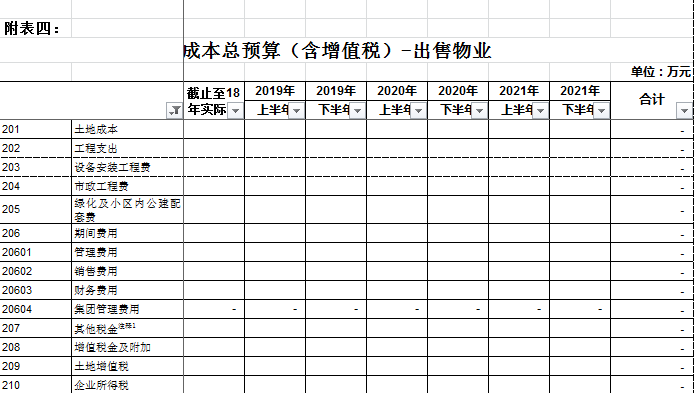 附表四：
成本总预算（含增值税）-出售物业
单位：万元
截止至18年实际 2019年上半年 2019年下半年 2020年上半年 2020年下半年 2021年上半年 2021年下半年 合计
201 土地成本 -
202 工程支出 -
203 设备安装工程费 -
204 市政工程费 -
205 绿化及小区内公建配套费 -
206 期间费用 -
20601 管理费用 -
20602 销售费用 -
20603 财务费用 -
20604 集团管理费用 - - - - - - - -
207 其他税金注释1 -
208 增值税金及附加 -
209 土地增值税 -
210 企业所得税 -